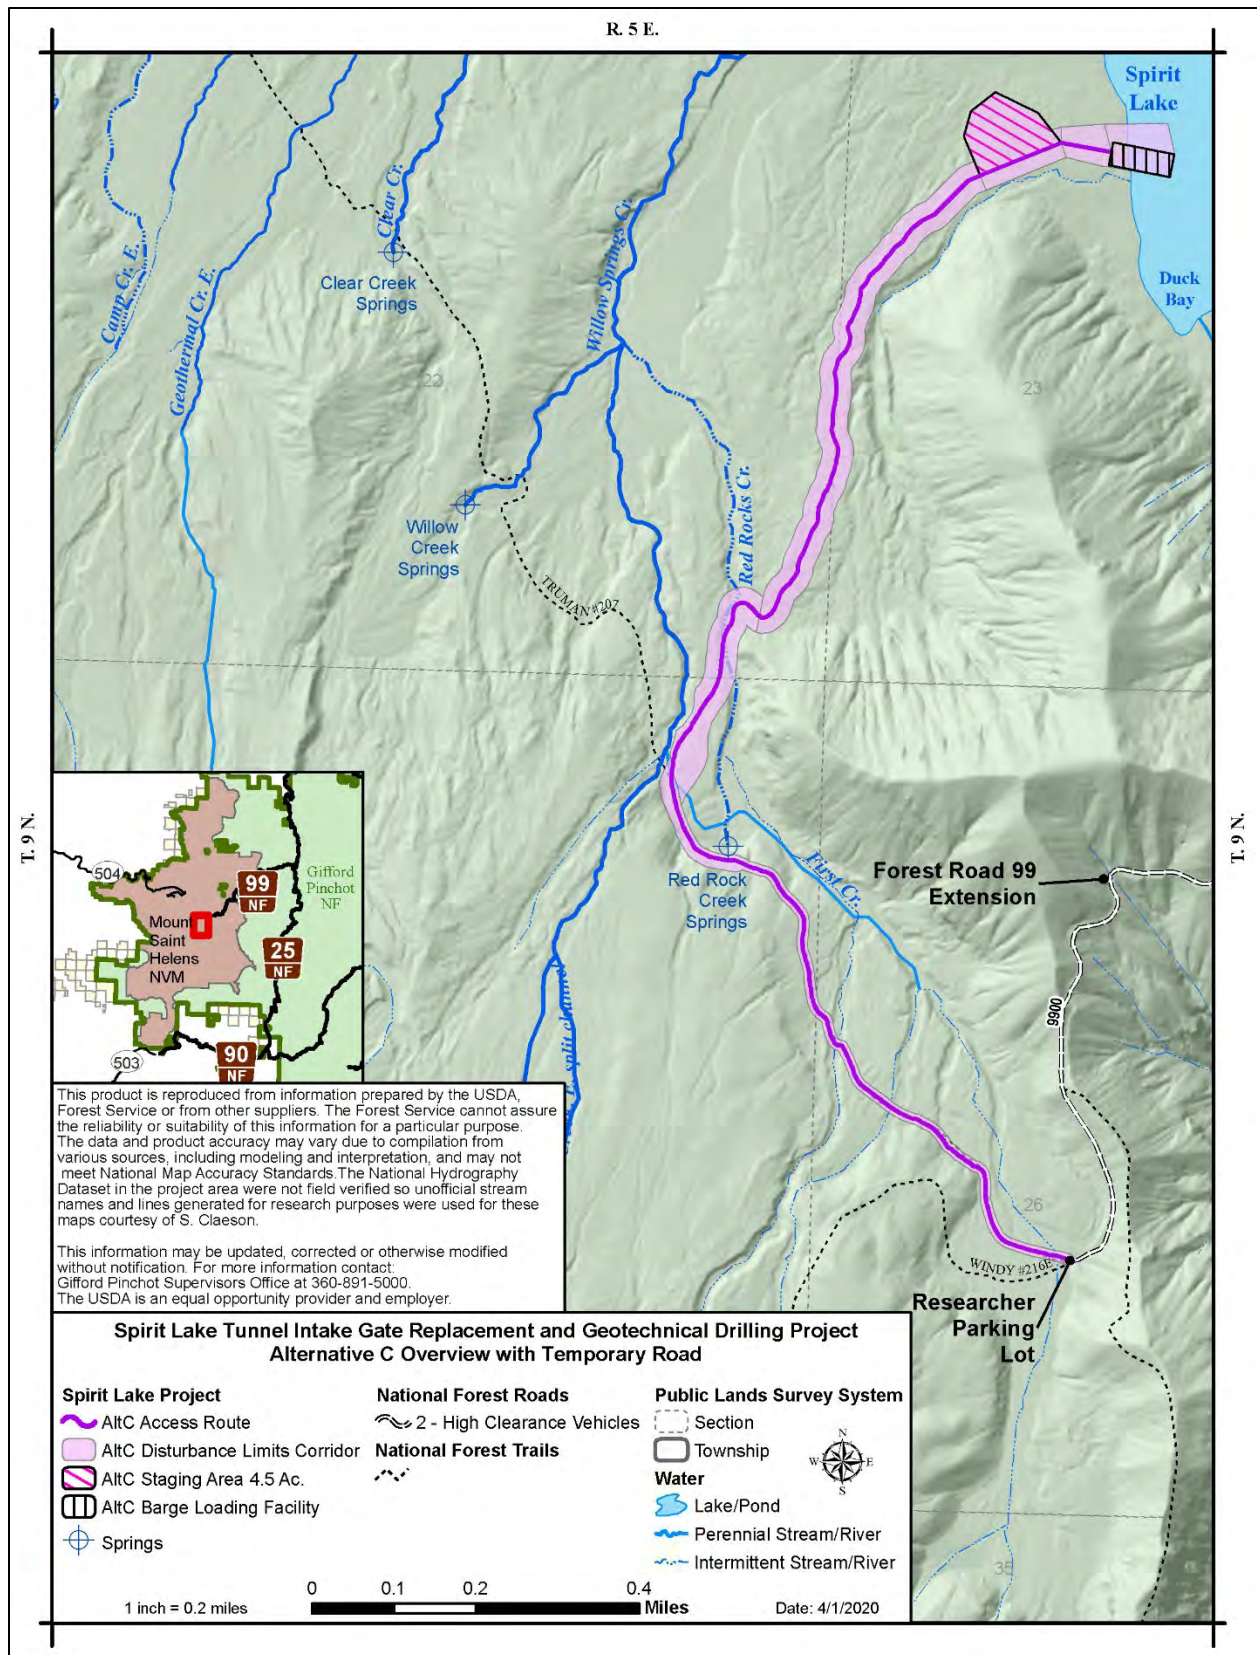 R. 5 E.
Spirit
Lake
Clear Cr.
Camp Cr. E.
Geothermal Cr. E.
Clear Creek
Springs
Willow Springs Cr.
Duck
Bay
22
23
Willow
Creek
Springs
Red Rocks Cr.
TRUMAN #207
T. 9 N.
T. 9 N.
First Cr.
Red Rock
Creek
Springs
Forest Road 99
Extension
9900
504
99
NF
Gifford
Pinchot
NF
Mount
Saint
Helens
NVM
25
NF
503
90
NF
split channel
26
WINDY #216E
Researcher
Parking
Lot
35
This product is reproduced from information prepared by the USDA,
Forest Service or from other suppliers. The Forest Service cannot assure
the reliability or suitability of this information for a particular purpose.
The data and product accuracy may vary due to compilation from
various sources, including modeling and interpretation, and may not
meet National Map Accuracy Standards.The National Hydrography
Dataset in the project area were not field verified so unofficial stream
names and lines generated for research purposes were used for these
maps courtesy of S. Claeson.
This information may be updated, corrected or otherwise modified
without notification. For more information contact:
Gifford Pinchot Supervisors Office at 360-891-5000.
The USDA is an equal opportunity provider and employer.
Spirit Lake Tunnel Intake Gate Replacement and Geotechnical Drilling Project
Alternative C Overview with Temporary Road
Spirit Lake Project
AltC Access Route
AltC Disturbance Limits Corridor
AltC Staging Area 4.5 Ac.
AltC Barge Loading Facility
Springs
National Forest Roads
2 - High Clearance Vehicles
National Forest Trails
Public Lands Survey System
Section
Township
N
W E
S
Water
Lake/Pond
Perennial Stream/River
Intermittent Stream/River
0 0.1 0.2 0.4
1 inch = 0.2 miles
Miles
Date: 4/1/2020